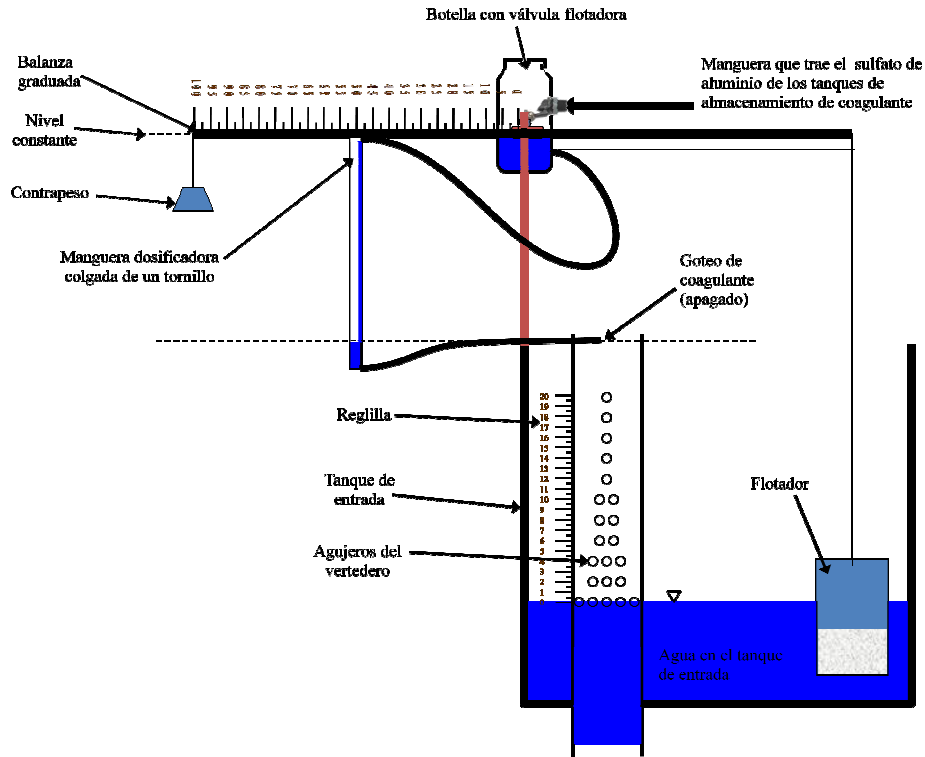 Botella con válvula flotadora
Balanza
graduada
Manguera que trae el sulfato de
aluminio de los tanques de
almacenamiento de coagulante
Nivel
constante
Contrapeso
Manguera dosificadora
colgada de un tornillo
Goteo de
coagulante
(apagado)
20
19
18
17
16
15
14
13
12
11
10
9
8
7
6
5
4
3
2
1
0
Reglilla
Tanque de
entrada
Flotador
Agujeros del
vertedero
Agua en el tanque
de entrada